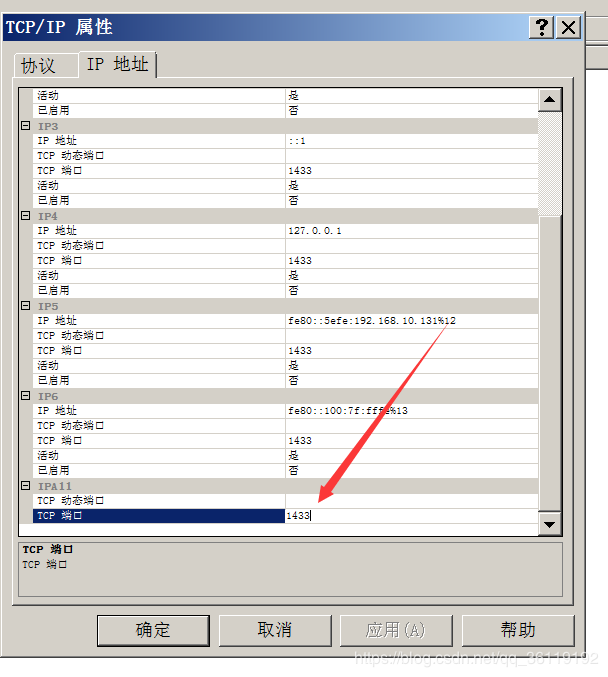 TCP/IP 属性
协议 IP 地址
活动 是
已启用 否
IP3
IP 地址 ::1
TCP 动态端口
TCP 端口 1433
活动 是
已启用 否
IP4
IP 地址 127.0.0.1
TCP 动态端口
TCP 端口 1433
活动 是
已启用 否
IP5
IP 地址 fe80::5efe:192.168.10.131%12
TCP 动态端口
TCP 端口 1433
活动 是
已启用 否
IP6
IP 地址 fe80::100:7f:fffe%13
TCP 动态端口
TCP 端口 1433
活动 是
已启用 否
IPAll
TCP 动态端口
TCP 端口 1433
TCP 端口
TCP 端口
确定 取消 应用(A) 帮助
https://blog.csdn.net/qq_36119192